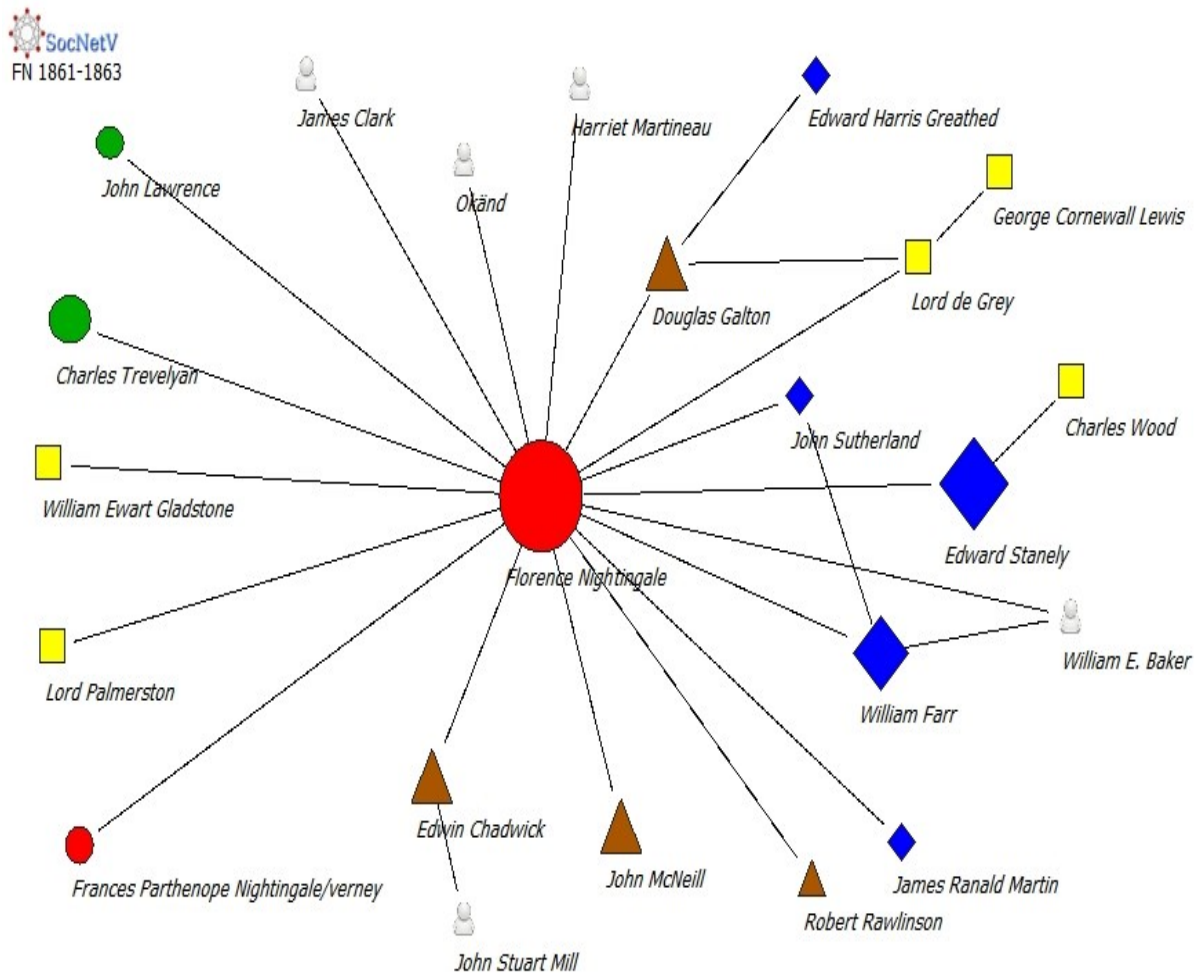 SocNetV
FN 1861-1863
James Clark
Harriet Martineau
Edward Harris Greathed
John Lawrence
Okänd
George Cornewall Lewis
Douglas Galton
Lord de Grey
Charles Trevelyan
John Sutherland
Charles Wood
William Ewart Gladstone
Edward Stanely
Florence Nightingale
William E. Baker
Lord Palmerston
William Farr
Edwin Chadwick
John McNeill
Frances Parthenope Nightingale/verney
James Ranald Martin
Robert Rawlinson
John Stuart Mill